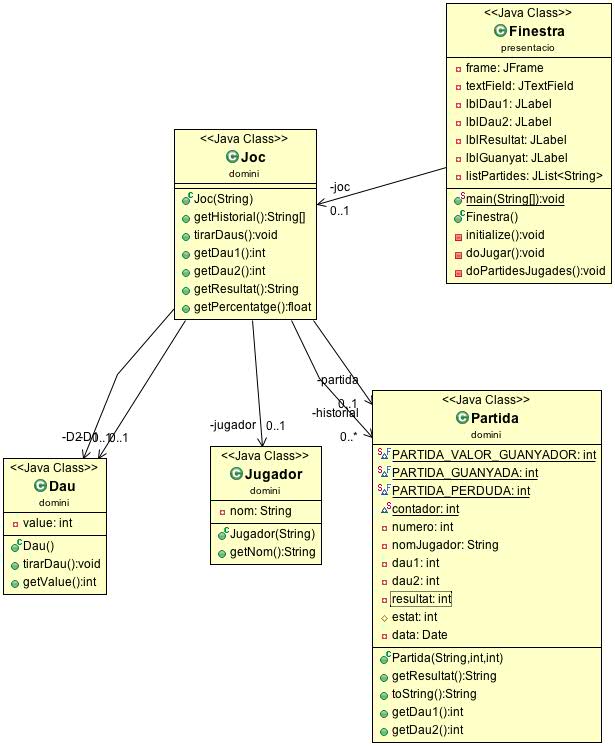 <<Java Class>>
Finestra
presentacio
frame: JFrame
textField: JTextField
lblDau1: JLabel
lblDau2: JLabel
lblResultat: JLabel
lblGuanyat: JLabel
listPartides: JList<String>
main(String[]):void
Finestra()
initialize():void
doJugar():void
doPartidesJugades():void
-joc
0..1
<<Java Class>>
Joc
domini
Joc(String)
getHistorial():String[]
tirarDaus():void
getDau1():int
getDau2():int
getResultat():String
getPercentatge():float
-partida
0..1
-historial
0..*
-jugador
0..1
-D2
-D1
0..1
0..1
<<Java Class>>
Dau
domini
value: int
Dau()
tirarDau():void
getValue():int
<<Java Class>>
Jugador
domini
nom: String
Jugador(String)
getNom():String
<<Java Class>>
Partida
domini
PARTIDA_VALOR_GUANYADOR: int
PARTIDA_GUANYADA: int
PARTIDA_PERDUDA: int
contador: int
numero: int
nomJugador: String
dau1: int
dau2: int
resultat: int
estat: int
data: Date
Partida(String,int,int)
getResultat():String
toString():String
getDau1():int
getDau2():int